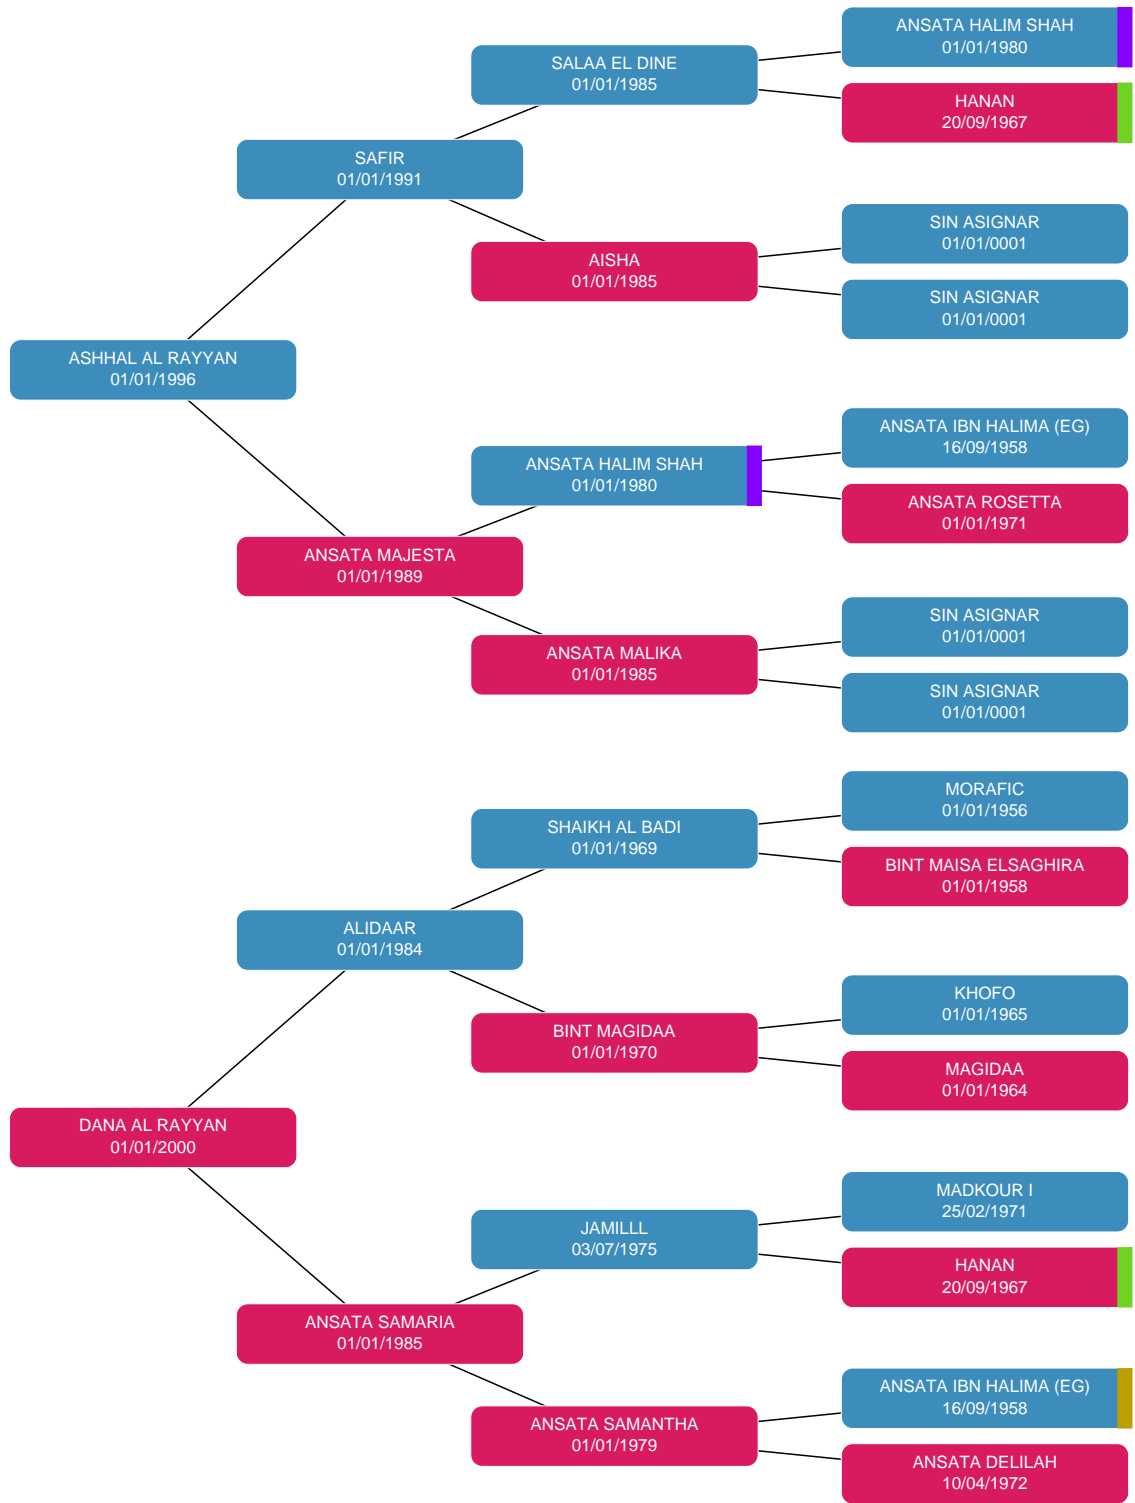 ANSATA HALIM SHAH
01/01/1980
SALAA EL DINE
01/01/1985
HANAN
20/09/1967
SAFIR
01/01/1991
SIN ASIGNAR
01/01/0001
AISHA
01/01/1985
SIN ASIGNAR
01/01/0001
ASHHAL AL RAYYAN
01/01/1996
ANSATA IBN HALIMA (EG)
16/09/1958
ANSATA HALIM SHAH
01/01/1980
ANSATA ROSETTA
01/01/1971
ANSATA MAJESTA
01/01/1989
SIN ASIGNAR
01/01/0001
ANSATA MALIKA
01/01/1985
SIN ASIGNAR
01/01/0001
MORAFIC
01/01/1956
SHAIKH AL BADI
01/01/1969
BINT MAISA ELSAGHIRA
01/01/1958
ALIDAAR
01/01/1984
KHOFO
01/01/1965
BINT MAGIDAA
01/01/1970
MAGIDAA
01/01/1964
DANA AL RAYYAN
01/01/2000
MADKOUR I
25/02/1971
JAMILLL
03/07/1975
HANAN
20/09/1967
ANSATA SAMARIA
01/01/1985
ANSATA IBN HALIMA (EG)
16/09/1958
ANSATA SAMANTHA
01/01/1979
ANSATA DELILAH
10/04/1972